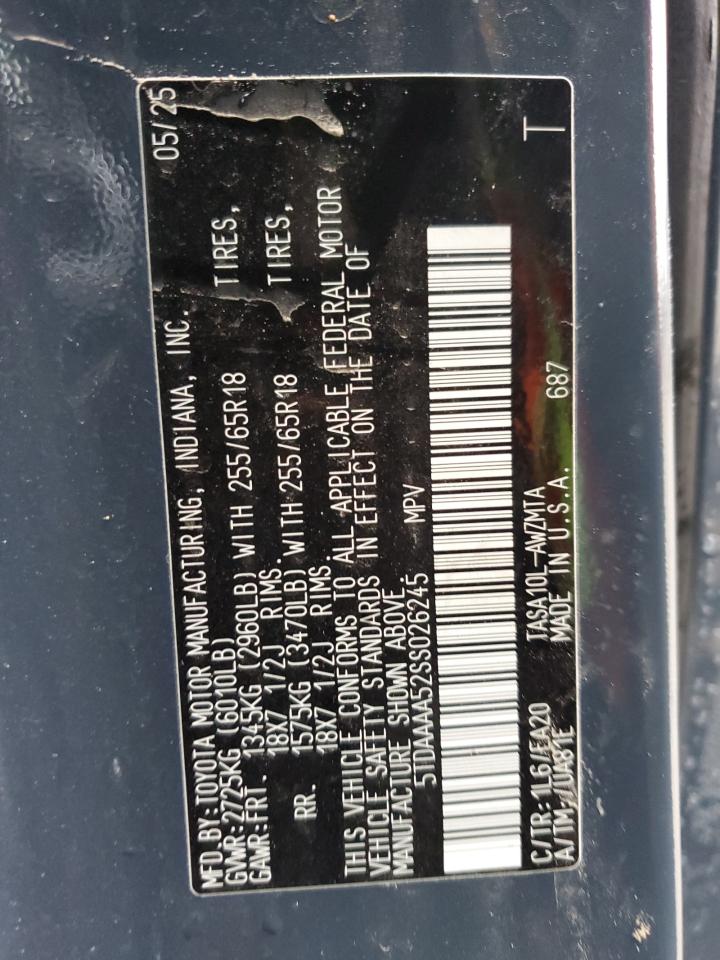 MFD.BY:TOYOTA MOTOR MANUFACTURING, INDIANA, INC. 05/25
GVWR:2725KG (6010LB)
GAWR:FRT. 1345KG (2960LB) WITH 255/65R18 TIRES,
18X7 1/2J RIMS.
RR. 1575KG (3470LB) WITH 255/65R18 TIRES,
18X7 1/2J RIMS.
THIS VEHICLE CONFORMS TO ALL APPLICABLE FEDERAL MOTOR
VEHICLE SAFETY STANDARDS IN EFFECT ON THE DATE OF
MANUFACTURE SHOWN ABOVE.
5TDAAAA52SS026245 MPV
T
C/TR:1L6/EA20 TASA10L-AWZMTA 687
A/TM: MADE IN U.S.A.